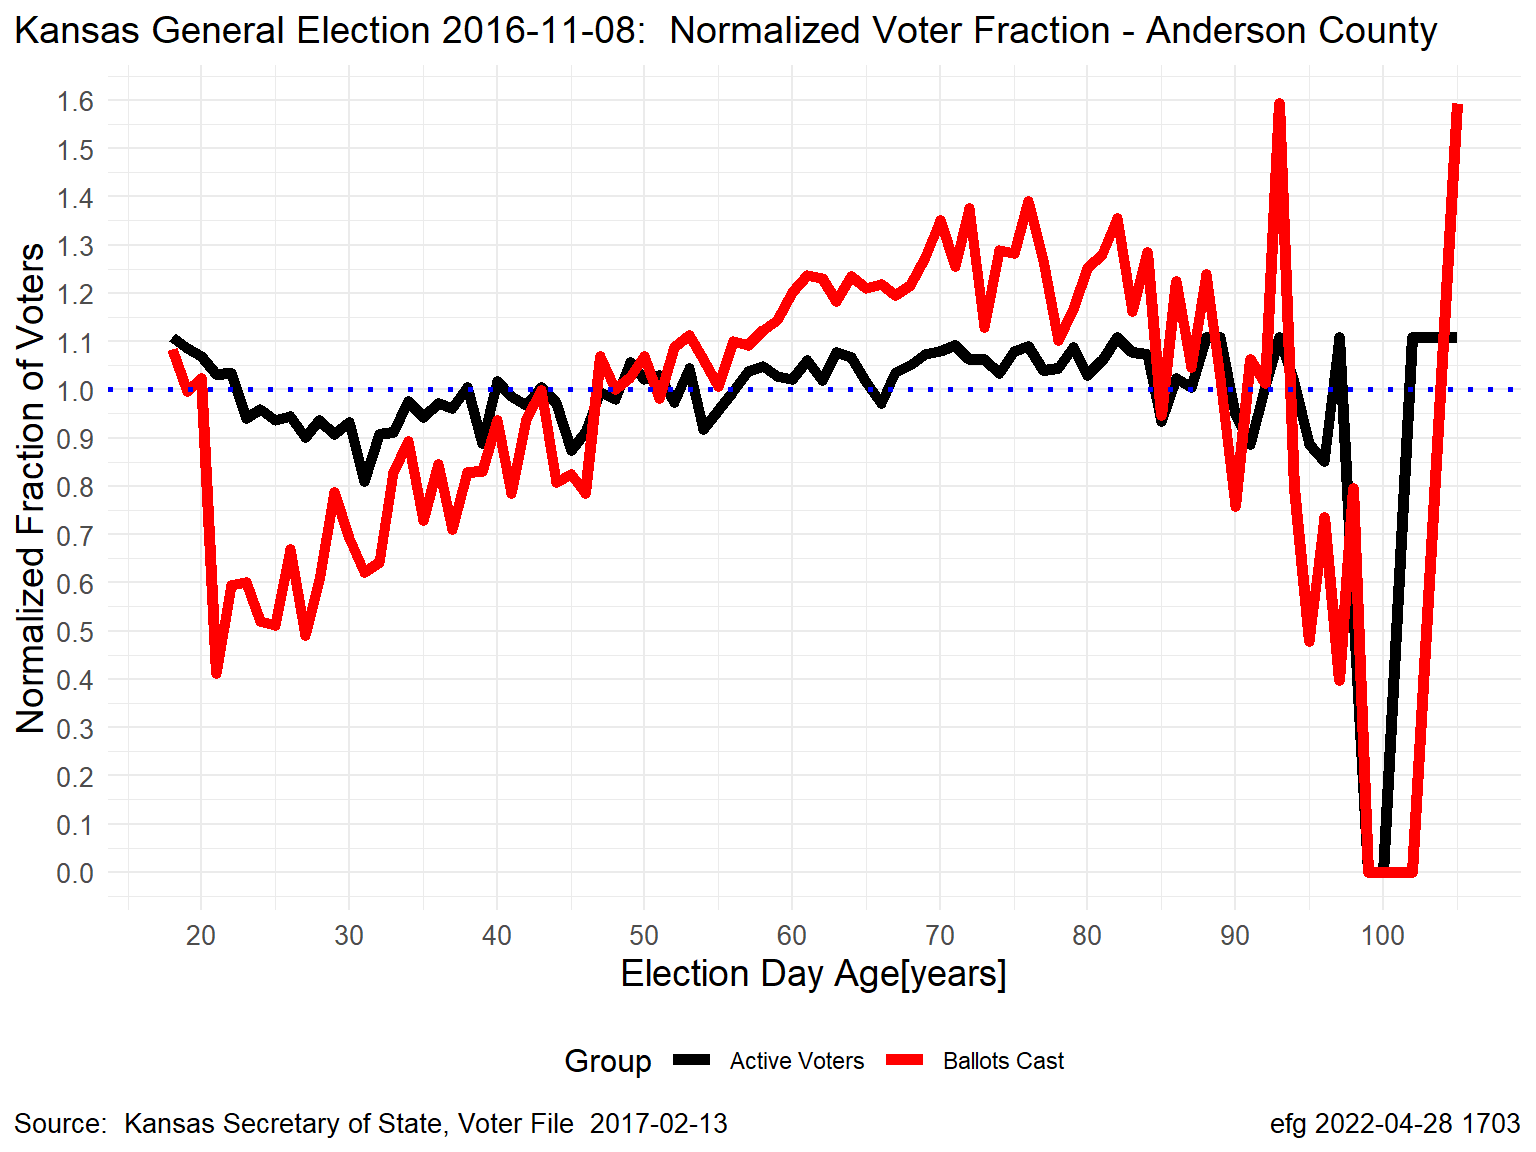 Kansas General Election 2016-11-08:  Normalized Voter Fraction - Anderson County
Normalized Fraction of Voters
1.6
1.5
1.4
1.3
1.2
1.1
1.0
0.9
0.8
0.7
0.6
0.5
0.4
0.3
0.2
0.1
0.0
20 30 40 50 60 70 80 90 100
Election Day Age[years]
Group Active Voters Ballots Cast
Source:  Kansas Secretary of State, Voter File  2017-02-13 efg 2022-04-28 1703